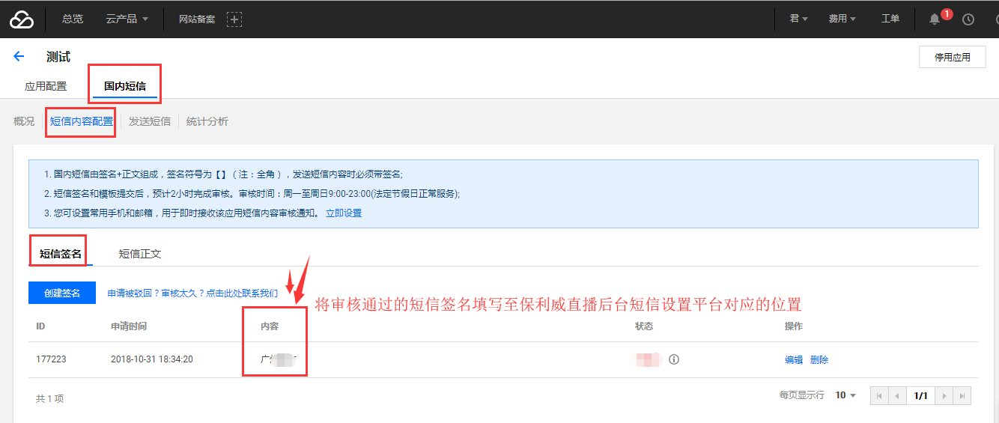 总览 云产品 网站备案 君 费用 工单 1
测试 停用应用
应用配置 国内短信
概况 短信内容配置 发送短信 统计分析
1. 国内短信由签名+正文组成，签名符号为【】（注：全角），发送短信内容时必须带签名;
2. 短信签名和模板提交后，预计2小时完成审核。审核时间：周一至周日9:00-23:00(法定节假日正常服务);
3. 您可设置常用手机和邮箱，用于即时接收该应用短信内容审核通知。 立即设置
短信签名 短信正文
创建签名 申请被驳回？审核太久？点击此处联系我们
将审核通过的短信签名填写至保利威直播后台短信设置平台对应的位置
ID 申请时间 内容 状态 操作
177223 2018-10-31 18:34:20 广 编辑 删除
共 1 项 每页显示行 10 1/1